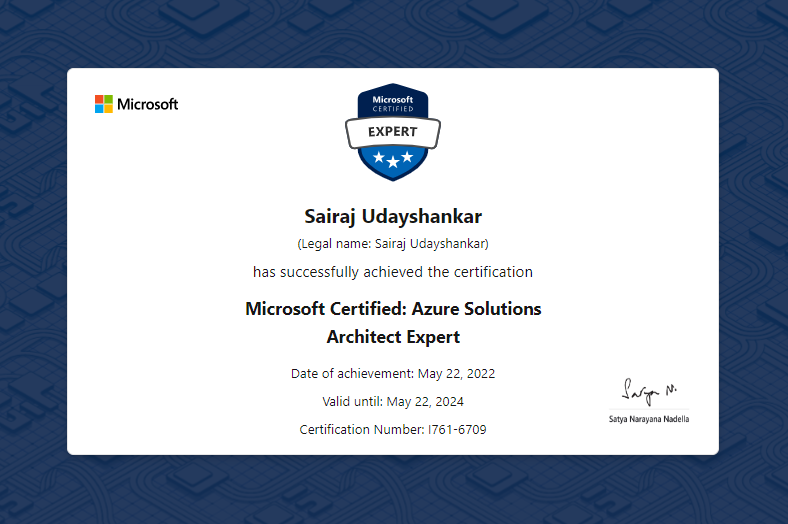 Microsoft
Microsoft
CERTIFIED
EXPERT
Sairaj Udayshankar
(Legal name: Sairaj Udayshankar)
has successfully achieved the certification
Microsoft Certified: Azure Solutions
Architect Expert
Date of achievement: May 22, 2022
Valid until: May 22, 2024
Certification Number: I761-6709
Satya N.
Satya Narayana Nadella